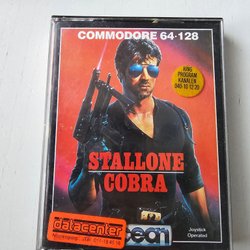 COMMODORE 64·128
RING
PROGRAM
KANALEN
040-10 12 20
STALLONE
COBRA
datacenter
ocean
Joystick
Operated